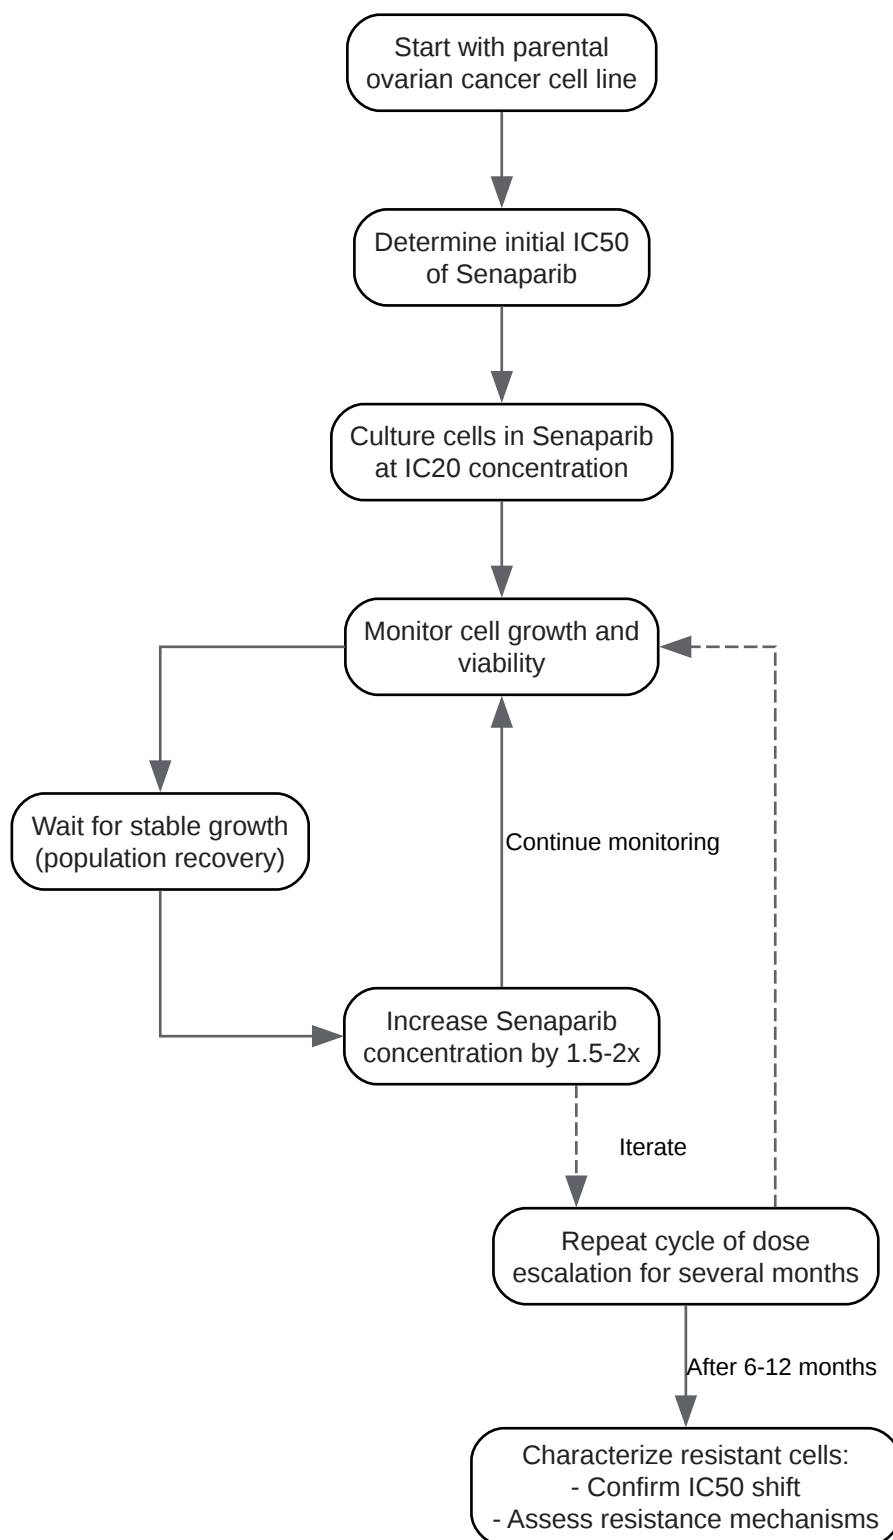 Start with parental
ovarian cancer cell line
Determine initial IC50
of Senaparib
Culture cells in Senaparib
at IC20 concentration
Monitor cell growth and
viability
Wait for stable growth
(population recovery)
Continue monitoring
Increase Senaparib
concentration by 1.5-2x
Iterate
Repeat cycle of dose
escalation for several months
After 6-12 months
Characterize resistant cells:
- Confirm IC50 shift
- Assess resistance mechanisms